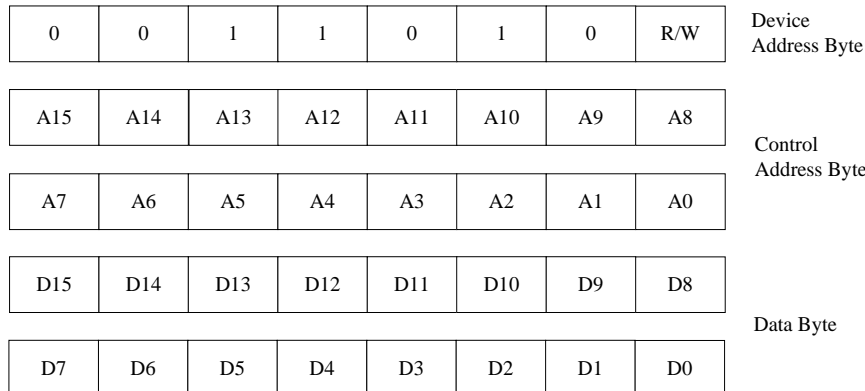 0 0 1 1 0 1 0 R/W Device
Address Byte
A15 A14 A13 A12 A11 A10 A9 A8
Control
Address Byte
A7 A6 A5 A4 A3 A2 A1 A0
D15 D14 D13 D12 D11 D10 D9 D8
Data Byte
D7 D6 D5 D4 D3 D2 D1 D0